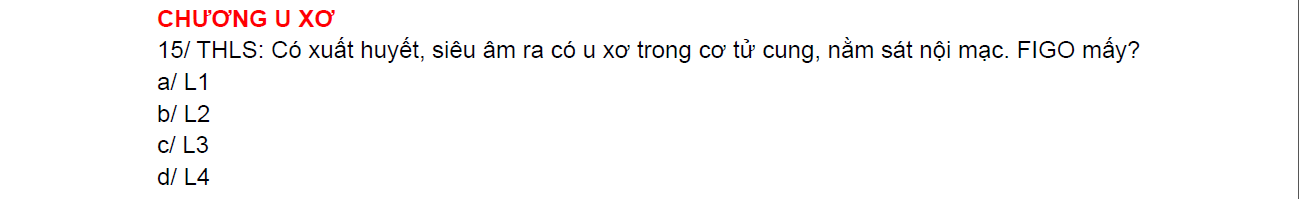 CHƯƠNG U XƠ
15/ THLS: Có xuất huyết, siêu âm ra có u xơ trong cơ tử cung, nằm sát nội mạc. FIGO mấy?
a/ L1
b/ L2
c/ L3
d/ L4